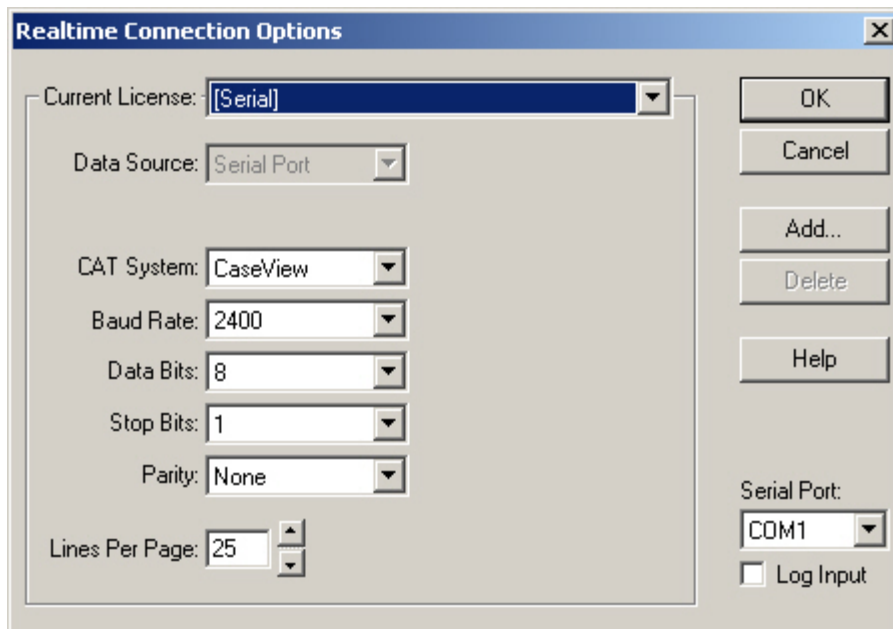 Realtime Connection Options
Current License: [Serial]
OK
Data Source: Serial Port
Cancel
Add...
CAT System: CaseView
Delete
Baud Rate: 2400
Data Bits: 8
Help
Stop Bits: 1
Parity: None
Serial Port:
COM1
Lines Per Page: 25
Log Input